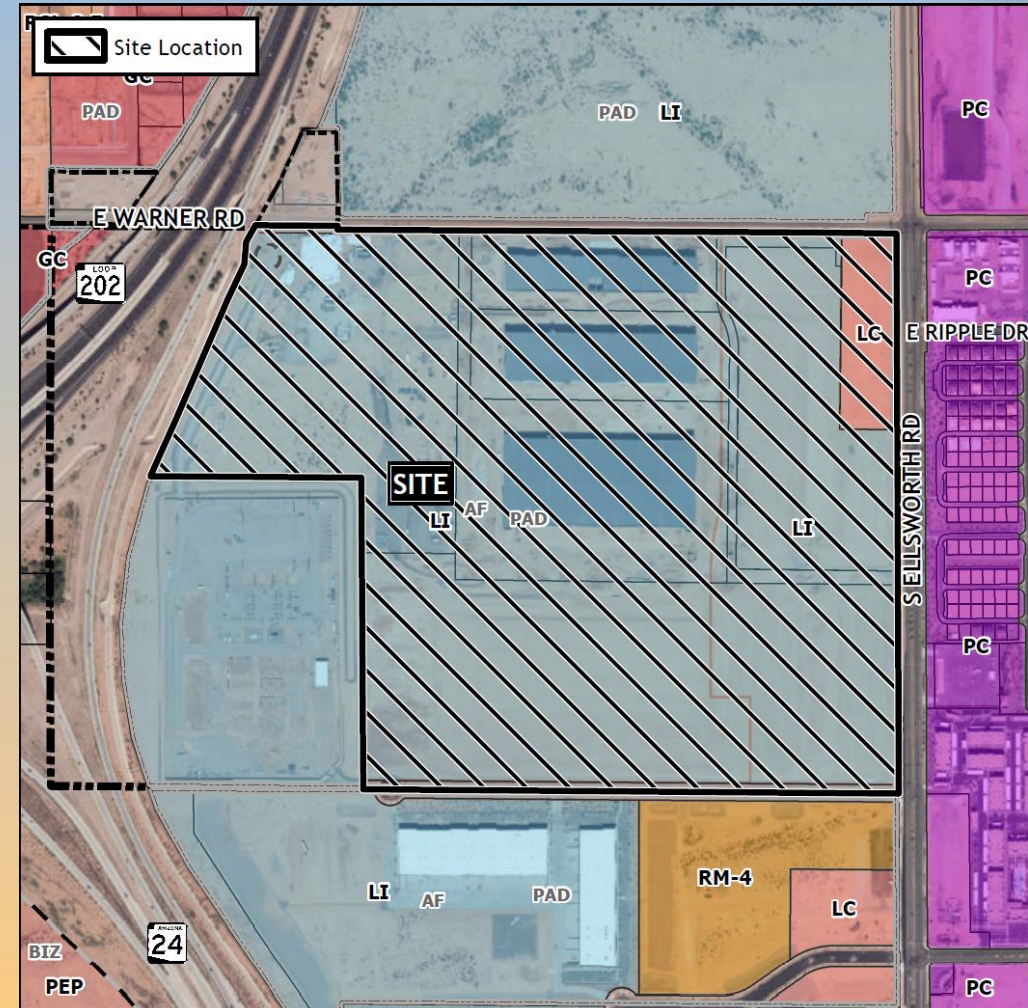 Site Location
GC
PAD
PAD LI
PC
E WARNER RD
GC
LOOP
202
PC
LC
E RIPPLE DR
SITE
LI AF PAD
LI
S ELLSWORTH RD
PC
RM-4
LI AF PAD
LC
ARIZONA
24
BIZ
PEP
PC